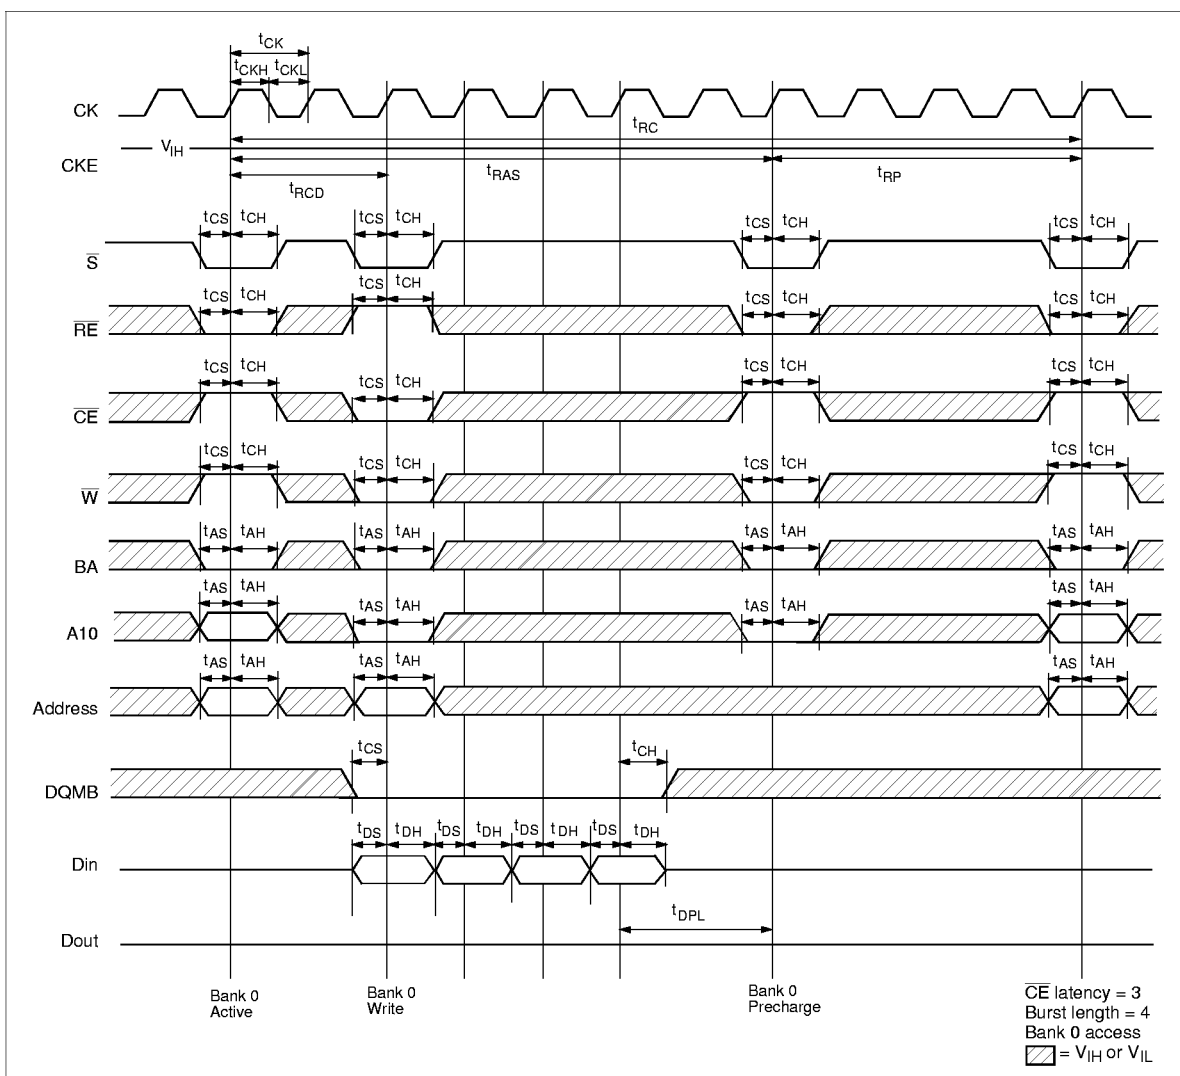 tCK
tCKH tCKL
CK
tRC
VIH
CKE
tRAS
tRP
tRCD
tCS tCH tCS tCH tCS tCH tCS tCH
S
tCS tCH tCS tCH tCS tCH tCS tCH
RE
tCS tCH tCS tCH tCS tCH tCS tCH
CE
tCS tCH tCS tCH tCS tCH tCS tCH
W
tAS tAH tAS tAH tAS tAH tAS tAH
BA
tAS tAH tAS tAH tAS tAH tAS tAH
A10
tAS tAH tAS tAH tAS tAH
Address
tCS tCH
DQMB
tDS tDH tDS tDH tDS tDH tDS tDH
Din
tDPL
Dout
Bank 0
Active
Bank 0
Write
Bank 0
Precharge
CE latency = 3
Burst length = 4
Bank 0 access
= VIH or VIL